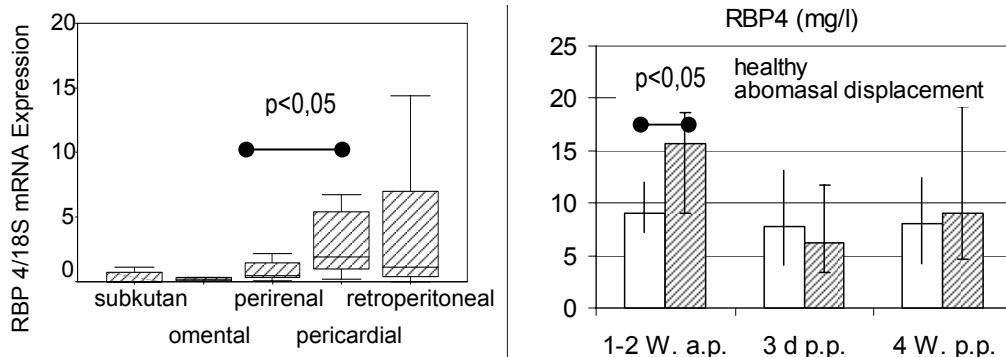 RBP 4/18S mRNA Expression
20
15
10
5
0
p<0,05
subkutan
perirenal
retroperitoneal
omental
pericardial
RBP4 (mg/l)
25
20
15
10
5
0
p<0,05
healthy
abomasal displacement
1-2 W. a.p.
3 d p.p.
4 W. p.p.